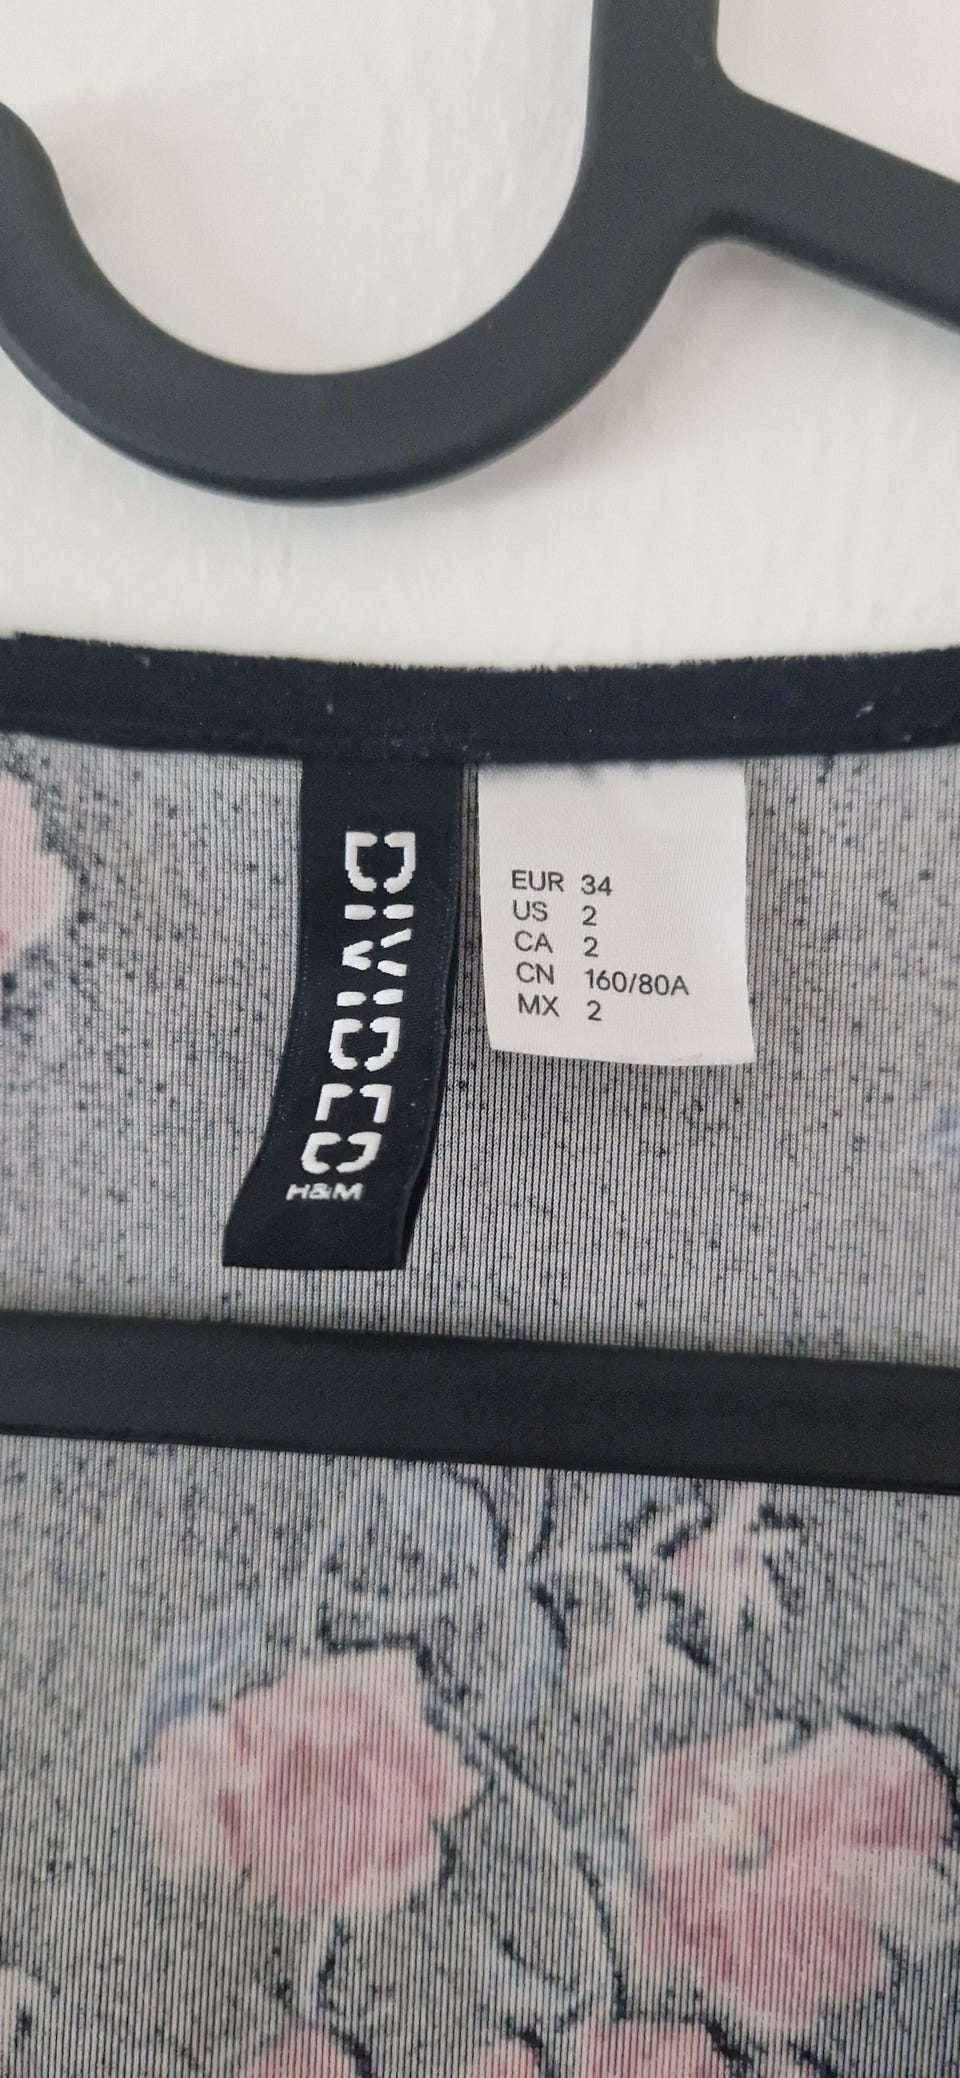 DIVIDED
H&M
EUR 34
US 2
CA 2
CN 160/80A
MX 2